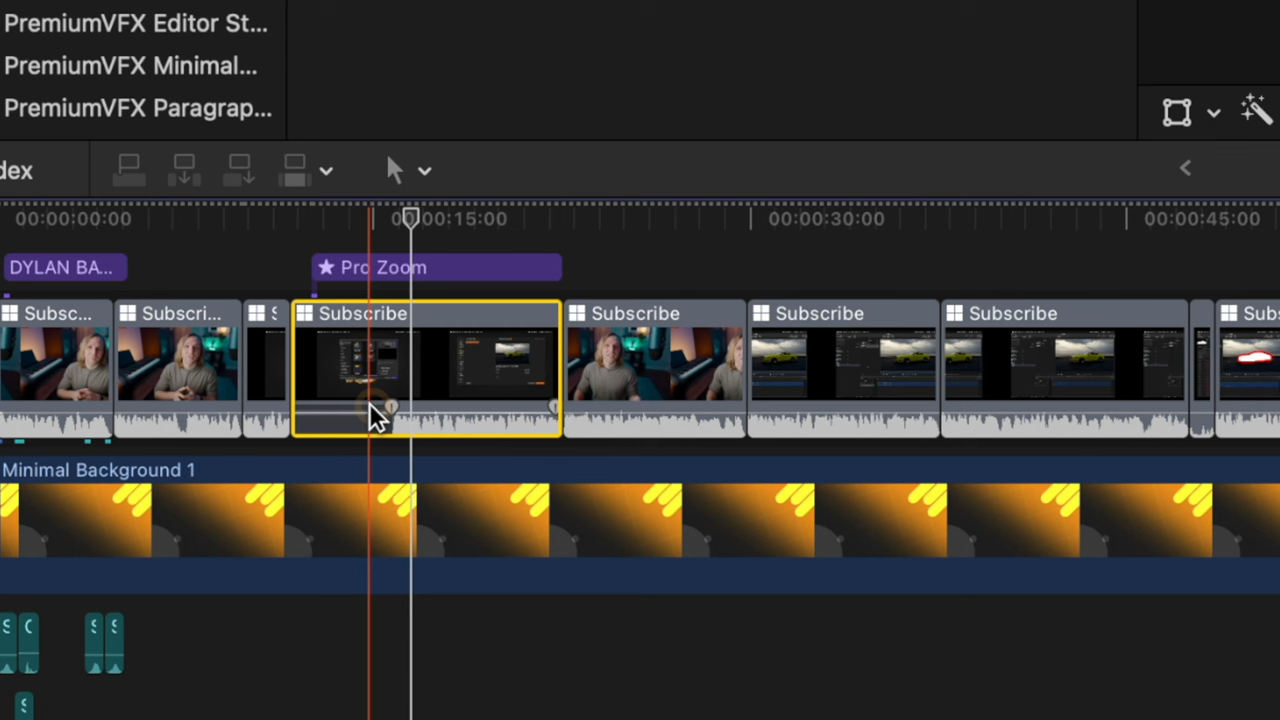 PremiumVFX Editor St...
PremiumVFX Minimal...
PremiumVFX Paragrap...
dex
00:00:00:00
00:00:15:00
00:00:30:00
00:00:45:00
DYLAN BA...
Pro Zoom
Subsc...
Subscri...
S
Subscribe
Subscribe
Subscribe
Subscribe
Subs
Minimal Background 1
S
C
S
S
S